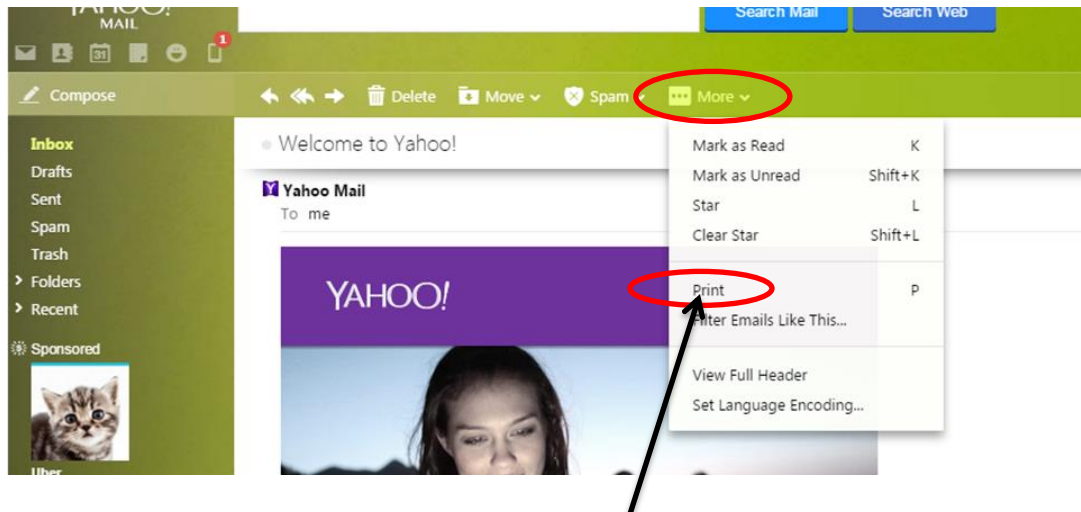 YAHOO!
MAIL
Search Mail
Search Web
31
1
Compose
Delete
Move
Spam
More
Inbox
Drafts
Sent
Spam
Trash
Folders
Recent
Sponsored
Uber
Welcome to Yahoo!
Yahoo Mail
To me
YAHOO!
Mark as Read K
Mark as Unread Shift+K
Star L
Clear Star Shift+L
Print P
Filter Emails Like This...
View Full Header
Set Language Encoding...